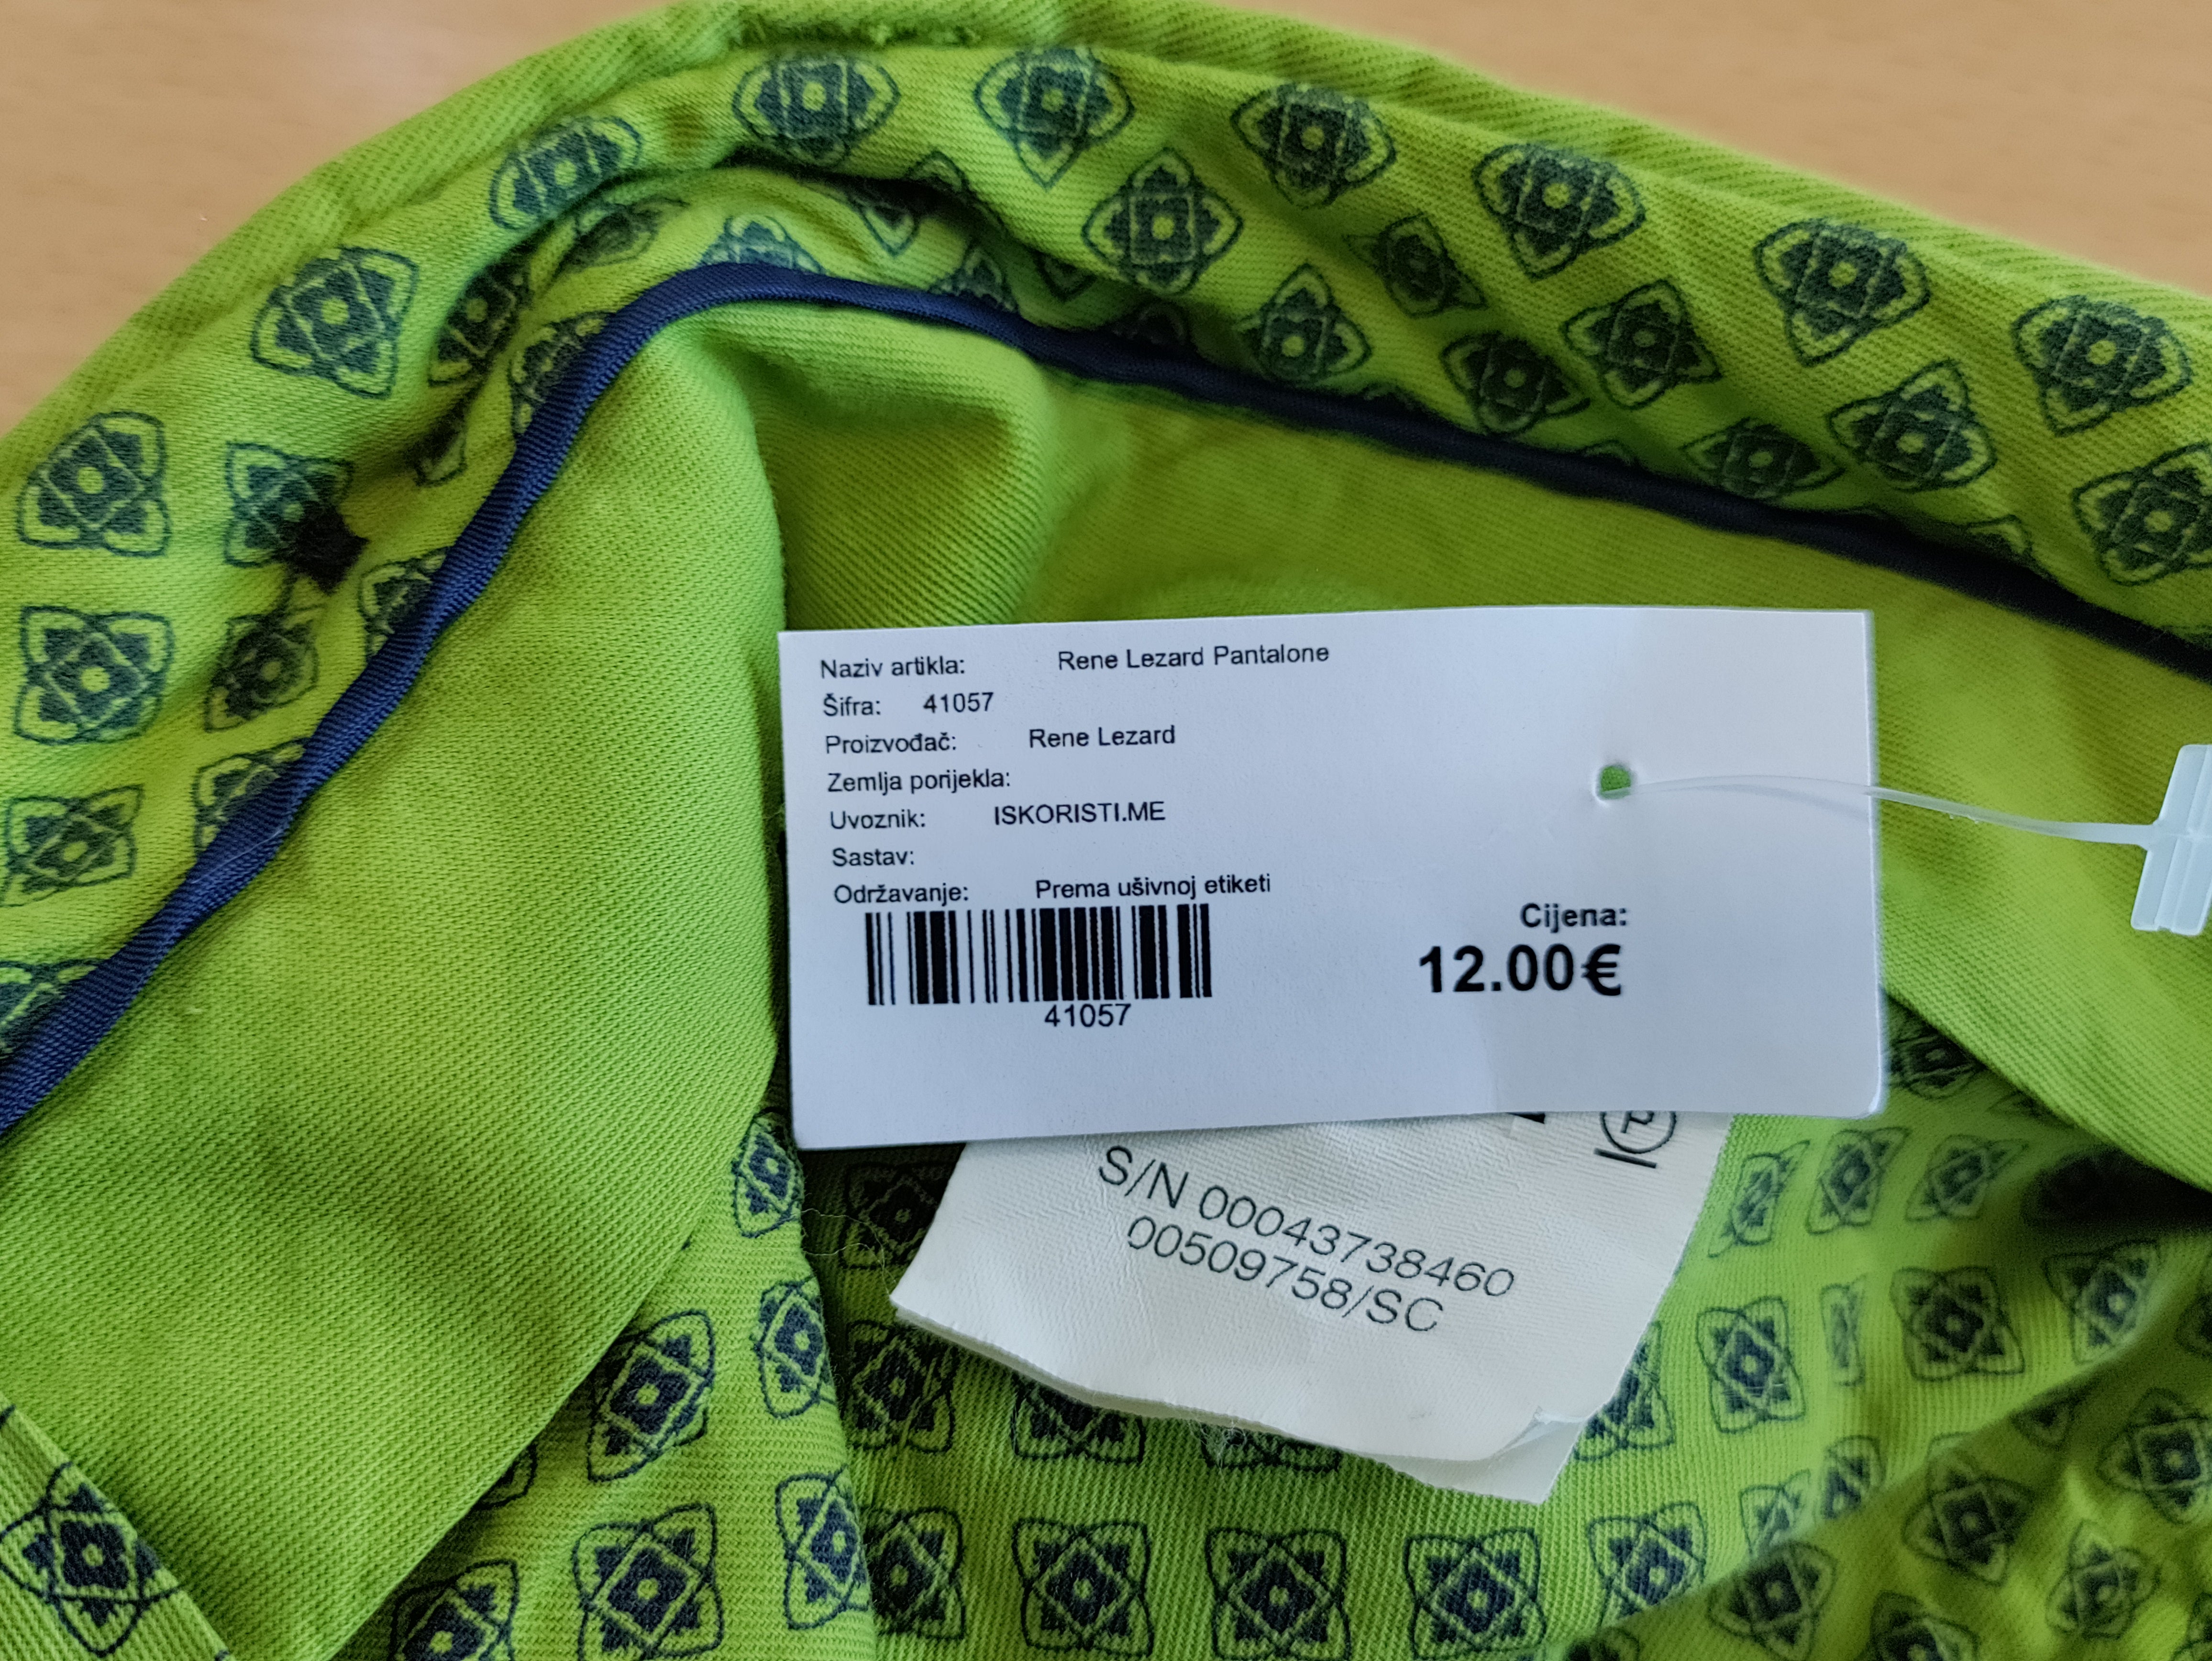 Naziv artikla: Rene Lezard Pantalone
Šifra: 41057
Proizvođač: Rene Lezard
Zemlja porijekla:
Uvoznik: ISKORISTI.ME
Sastav:
Održavanje: Prema ušivnoj etiketi
41057
Cijena:
12.00€
S/N 00043738460
00509758/SC